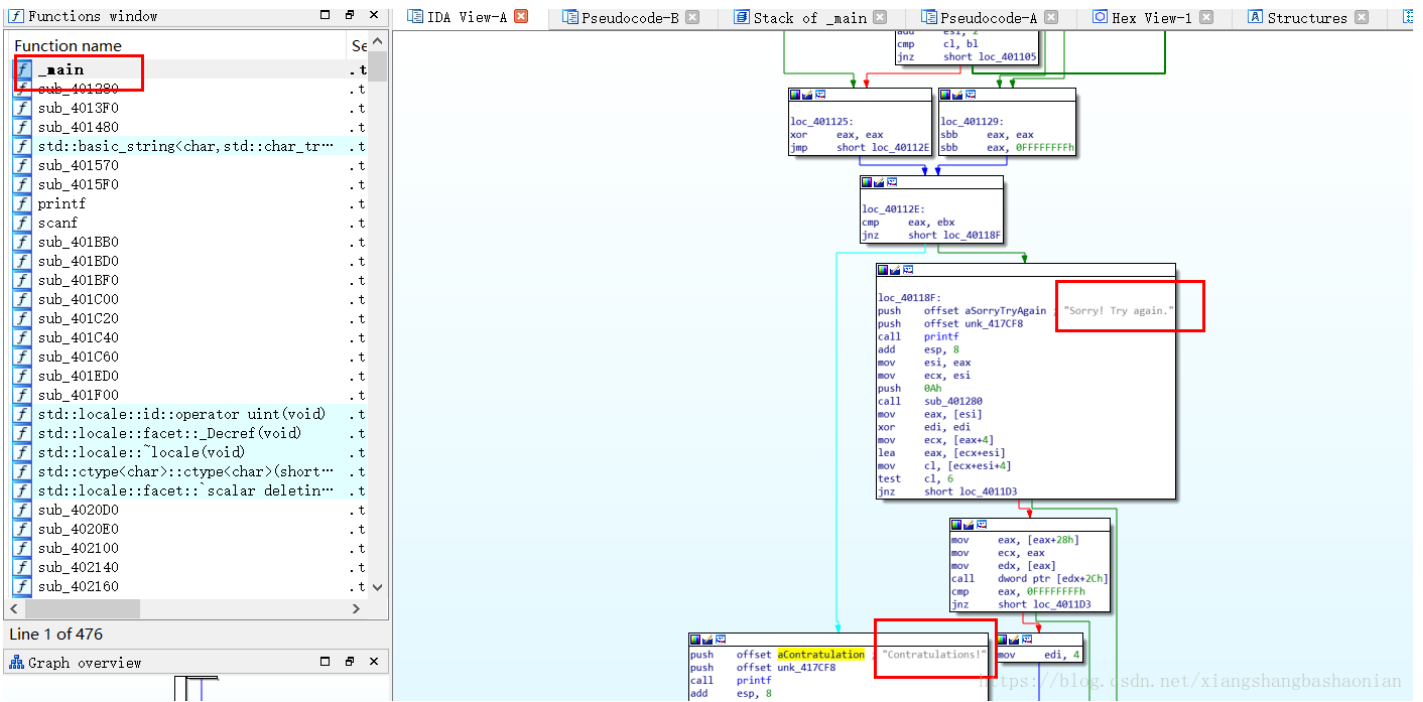 Functions window
IDA View-A
Pseudocode-B
Stack of _main
Pseudocode-A
Hex View-1
Structures
Function name
Se
_main .t
sub_401280 .t
sub_4013F0 .t
sub_401480 .t
std::basic_string<char,std::char_tr⋯ .t
sub_401570 .t
sub_4015F0 .t
printf .t
scanf .t
sub_401BB0 .t
sub_401BD0 .t
sub_401BF0 .t
sub_401C00 .t
sub_401C20 .t
sub_401C40 .t
sub_401C60 .t
sub_401ED0 .t
sub_401F00 .t
std::locale::id::operator uint(void) .t
std::locale::facet::_Decref(void) .t
std::locale::~locale(void) .t
std::ctype<char>::ctype<char>(short⋯ .t
std::locale::facet::`scalar deletin⋯ .t
sub_4020D0 .t
sub_4020E0 .t
sub_402100 .t
sub_402140 .t
sub_402160 .t
Line 1 of 476
Graph overview
add esi, 2
cmp cl, bl
jnz short loc_401105
loc_401125:
xor eax, eax
jmp short loc_40112E
loc_401129:
sbb eax, eax
sbb eax, 0FFFFFFFFh
loc_40112E:
cmp eax, ebx
jnz short loc_40118F
loc_40118F:
push offset aSorryTryAgain ; "Sorry! Try again."
push offset unk_417CF8
call printf
add esp, 8
mov esi, eax
mov ecx, esi
push 0Ah
call sub_401280
mov eax, [esi]
xor edi, edi
mov ecx, [eax+4]
lea eax, [ecx+esi]
mov cl, [ecx+esi+4]
test cl, 6
jnz short loc_4011D3
mov eax, [eax+28h]
mov ecx, eax
mov edx, [eax]
call dword ptr [edx+2Ch]
cmp eax, 0FFFFFFFFh
jnz short loc_4011D3
push offset aContratulation ; "Contratulations!"
push offset unk_417CF8
call printf
add esp, 8
mov edi, 4
https://blog.csdn.net/xiangshangbashaonian